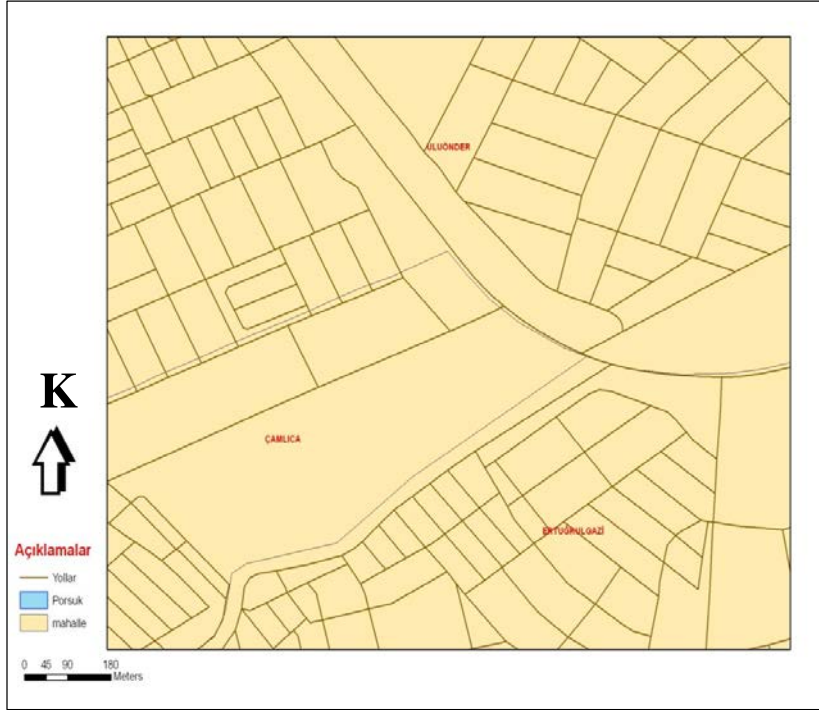 ULUÖNDER
K
ÇAMLICA
ERTUĞRULGAZİ
Açıklamalar
Yollar
Porsuk
mahalle
0 45 90 180
Meters